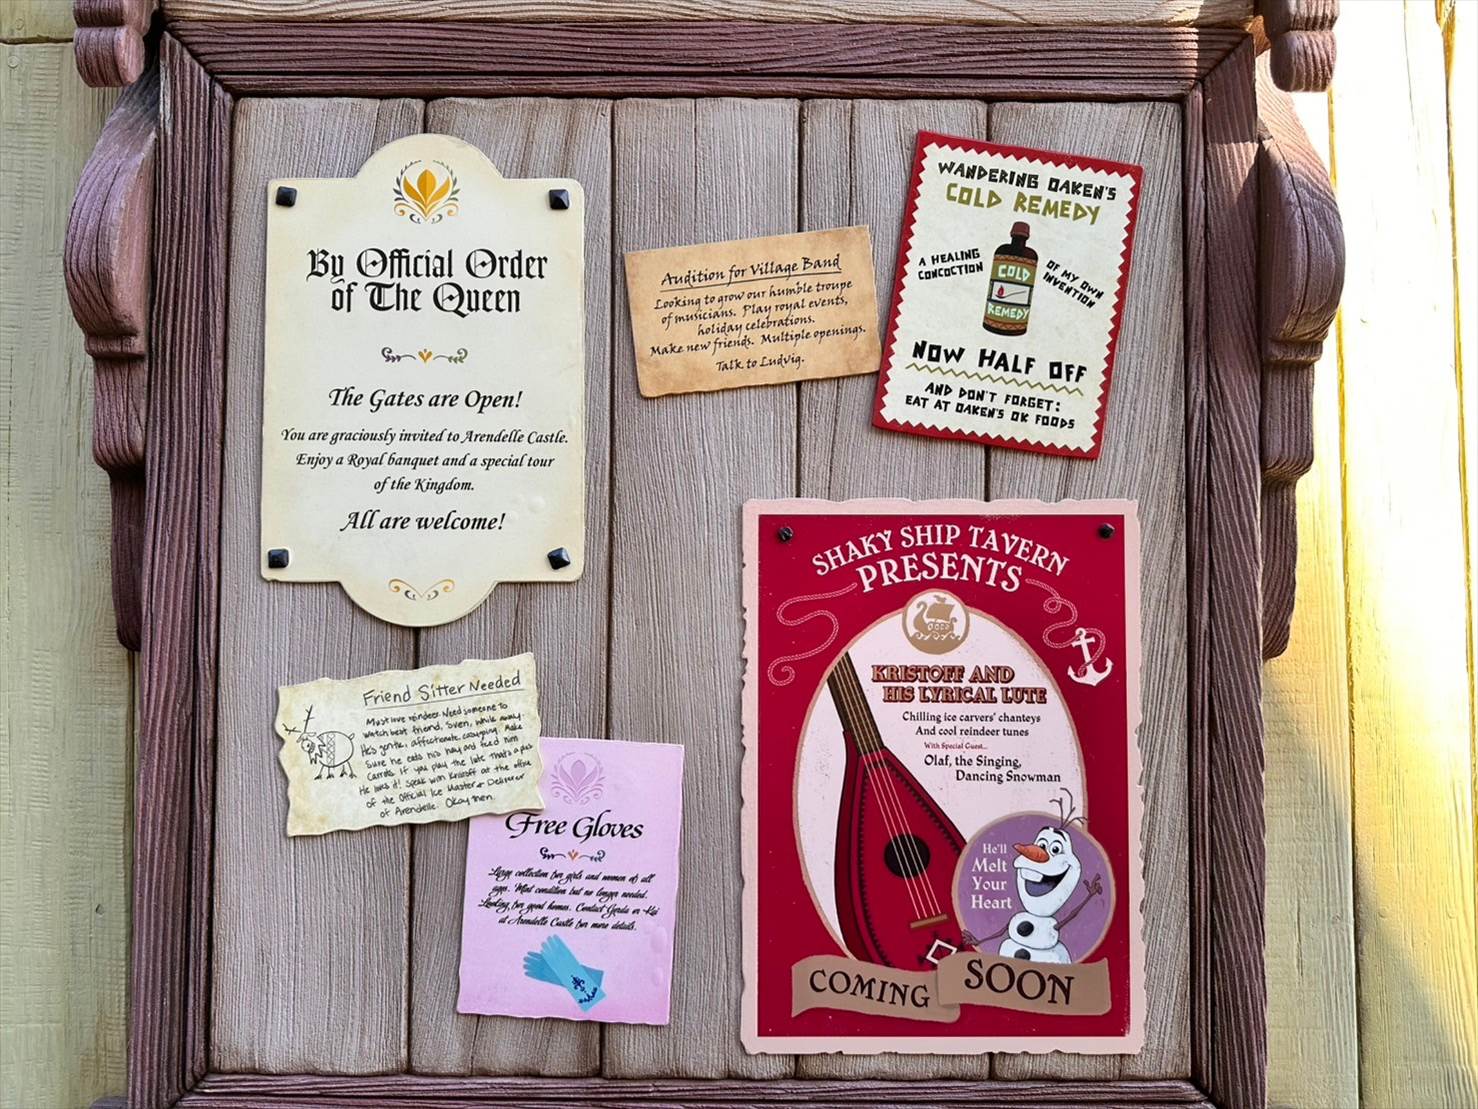 By Official Order
of The Queen
The Gates are Open!
You are graciously invited to Arendelle Castle.
Enjoy a Royal banquet and a special tour
of the Kingdom.
All are welcome!
Audition for Village Band
Looking to grow our humble troupe
of musicians. Play royal events,
holiday celebrations.
Make new friends. Multiple openings.
Talk to Ludvig.
WANDERING OAKEN'S
COLD REMEDY
A HEALING
CONCOCTION
COLD
REMEDY
OF MY OWN
INVENTION
NOW HALF OFF
AND DON'T FORGET:
EAT AT OAKEN'S OK FOODS
Friend Sitter Needed
Must love reindeer. Need someone to
watch best friend, Sven, while away.
He's gentle, affectionate, easygoing. Make
Sure he eats his hay and feed him
Carrots. If you play the lute that's a plus
He loves it! Speak with Kristoff at the office
of the Official Ice Master & Deliverer
of Arendelle. Okay then.
Free Gloves
Large collection for girls and women of all
ages. Mint condition but no longer needed.
Looking for good homes. Contact Gerda or Kai
at Arendelle Castle for more details.
SHAKY SHIP TAVERN
PRESENTS
KRISTOFF AND
HIS LYRICAL LUTE
Chilling ice carvers' chanteys
And cool reindeer tunes
With Special Guest...
Olaf, the Singing,
Dancing Snowman
He'll
Melt
Your
Heart
COMING SOON